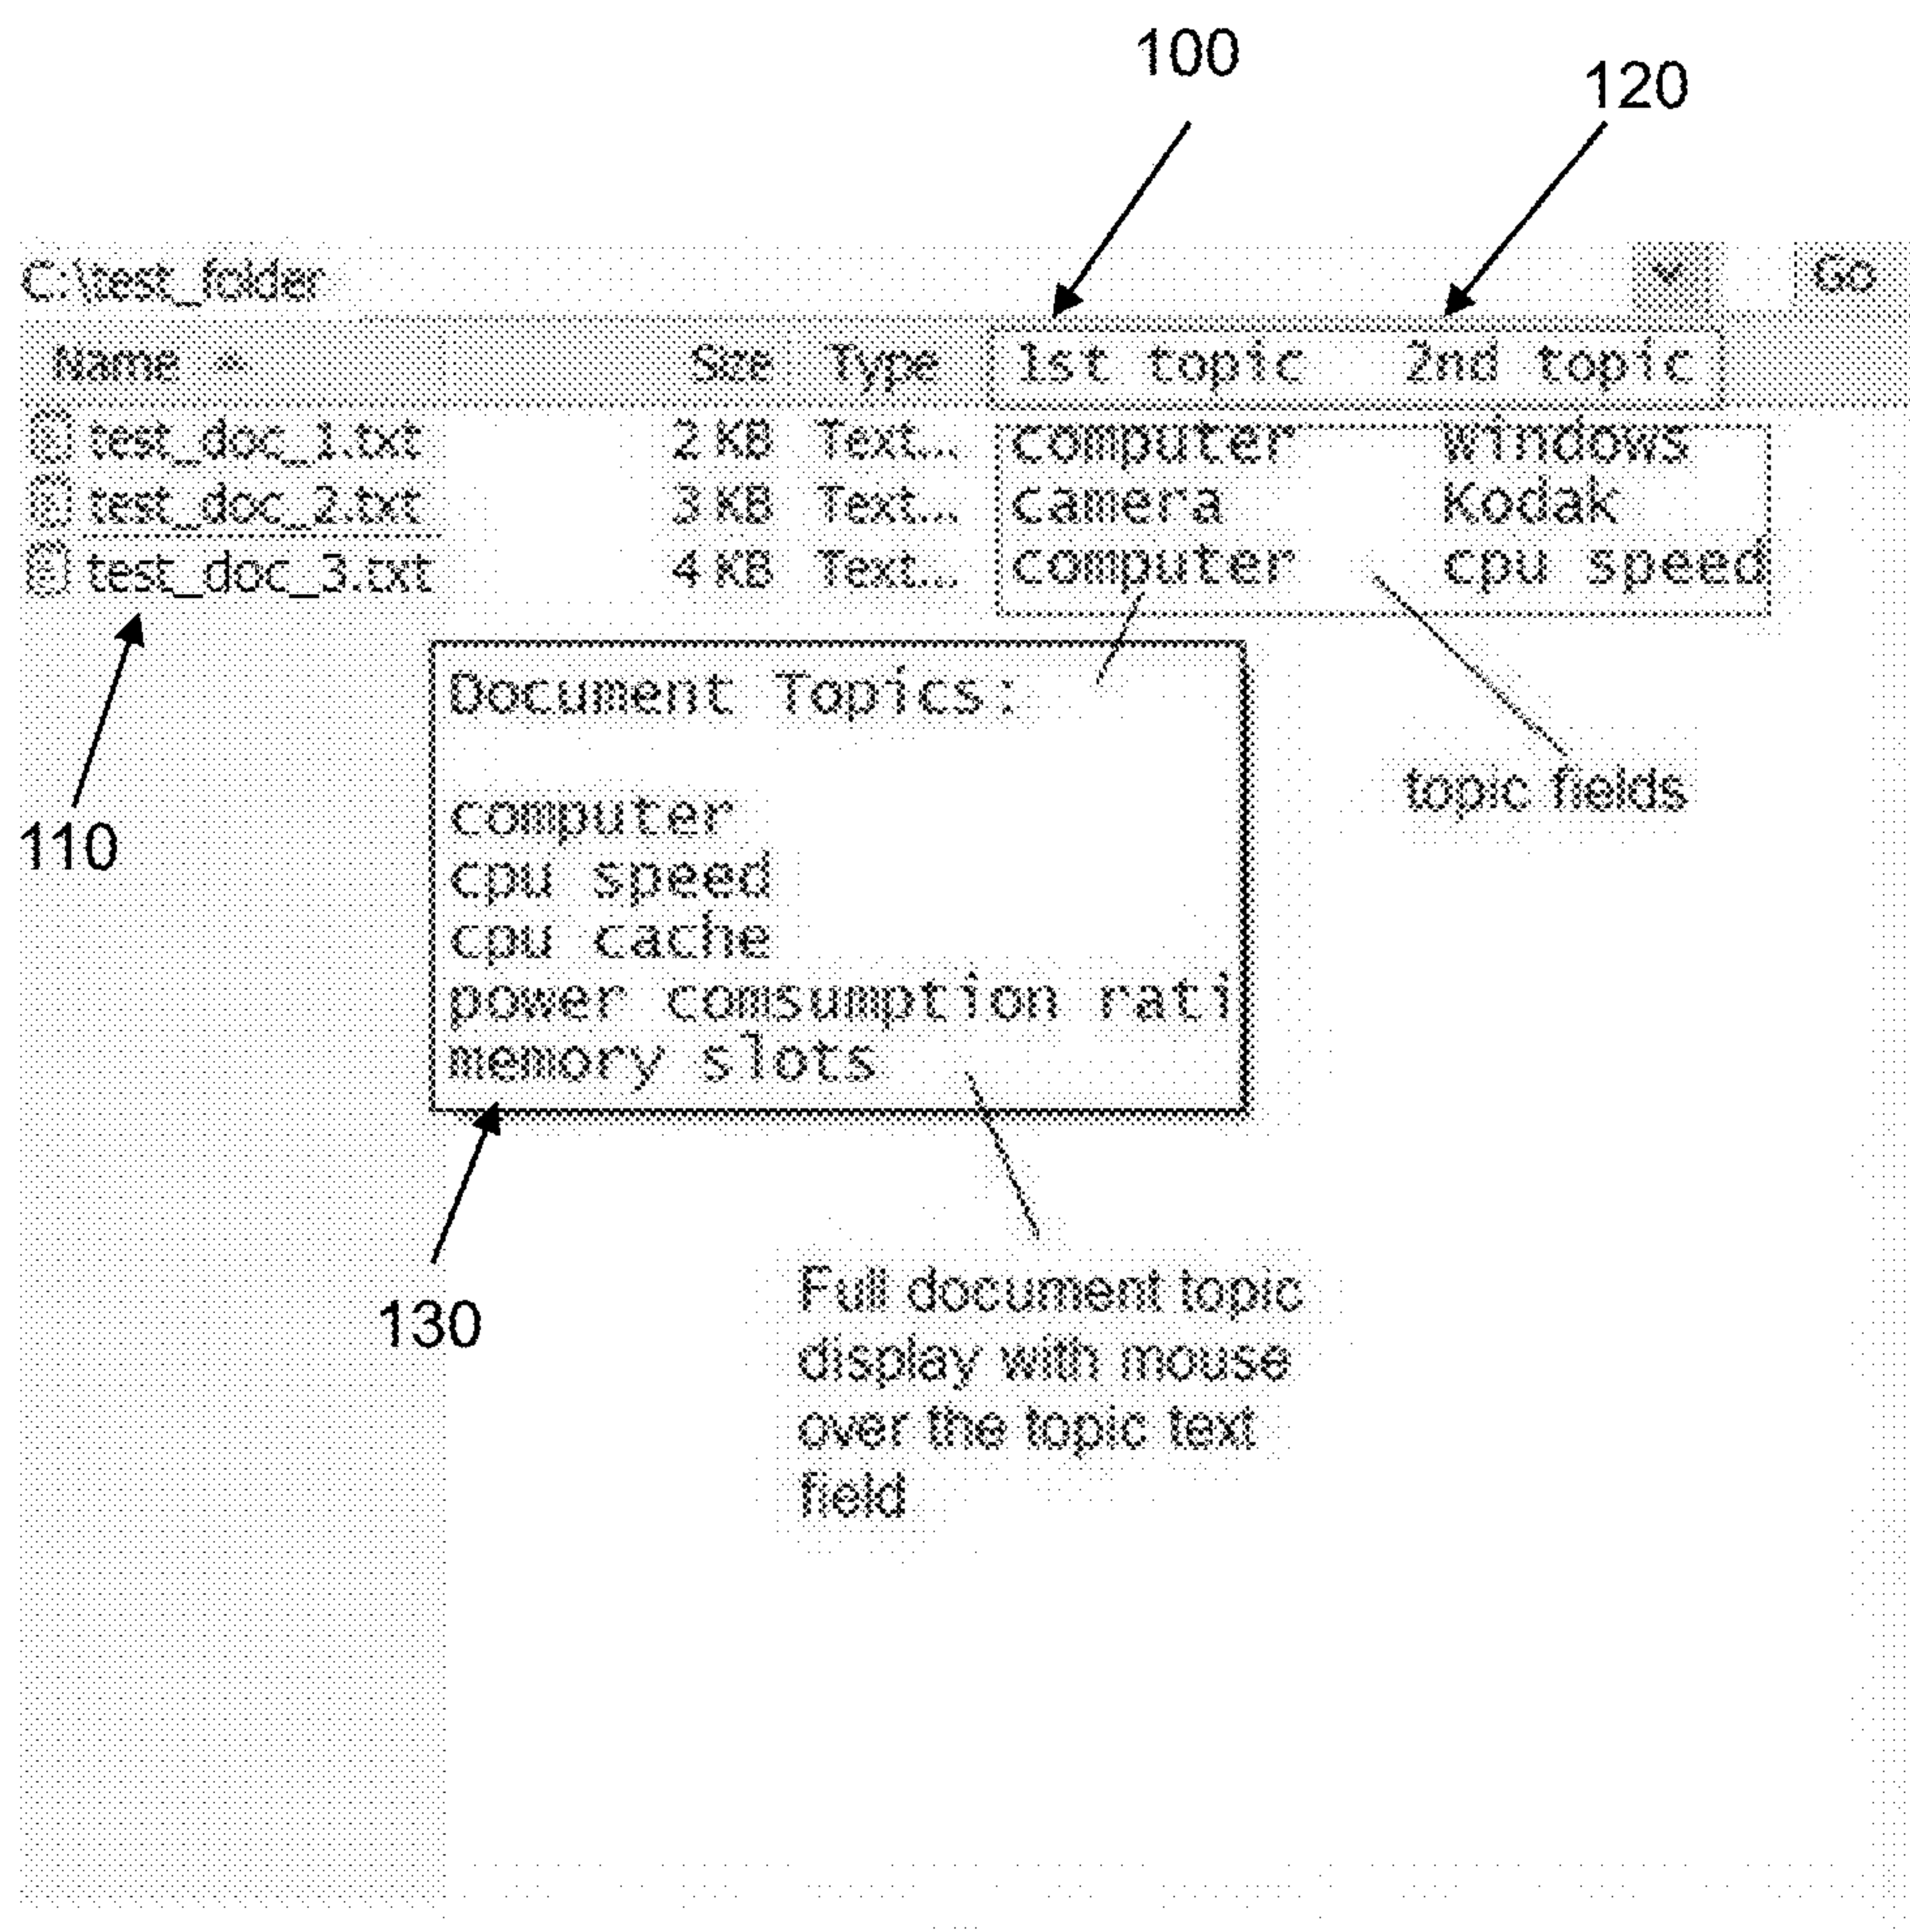 100
120
C:\test_folder
Go
Name Size Type 1st topic 2nd topic
test_doc_1.txt 2 KB Text... computer windows
test_doc_2.txt 3 KB Text... camera Kodak
test_doc_3.txt 4 KB Text... computer cpu speed
Document Topics:
topic fields
110
computer
cpu speed
cpu cache
power comsumption rati
memory slots
130
Full document topic
display with mouse
over the topic text
field